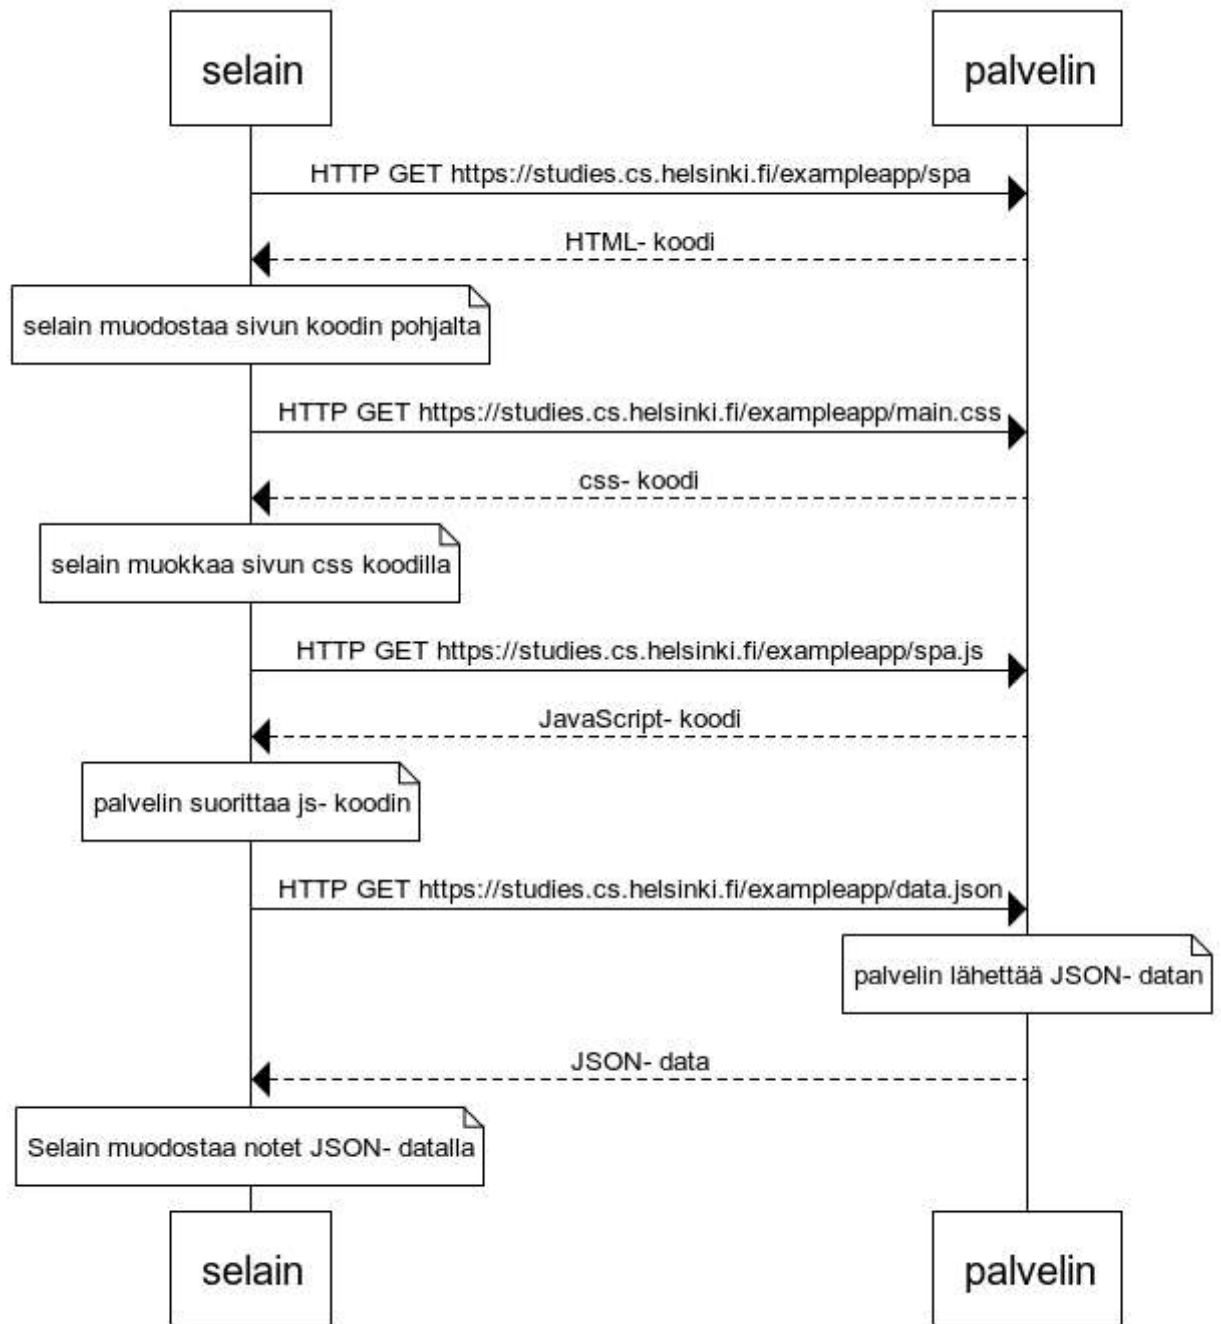 selain
palvelin
HTTP GET https://studies.cs.helsinki.fi/exampleapp/spa
HTML- koodi
selain muodostaa sivun koodin pohjalta
HTTP GET https://studies.cs.helsinki.fi/exampleapp/main.css
css- koodi
selain muokkaa sivun css koodilla
HTTP GET https://studies.cs.helsinki.fi/exampleapp/spa.js
JavaScript- koodi
palvelin suorittaa js- koodin
HTTP GET https://studies.cs.helsinki.fi/exampleapp/data.json
palvelin lähettää JSON- datan
JSON- data
Selain muodostaa notet JSON- datalla
selain
palvelin